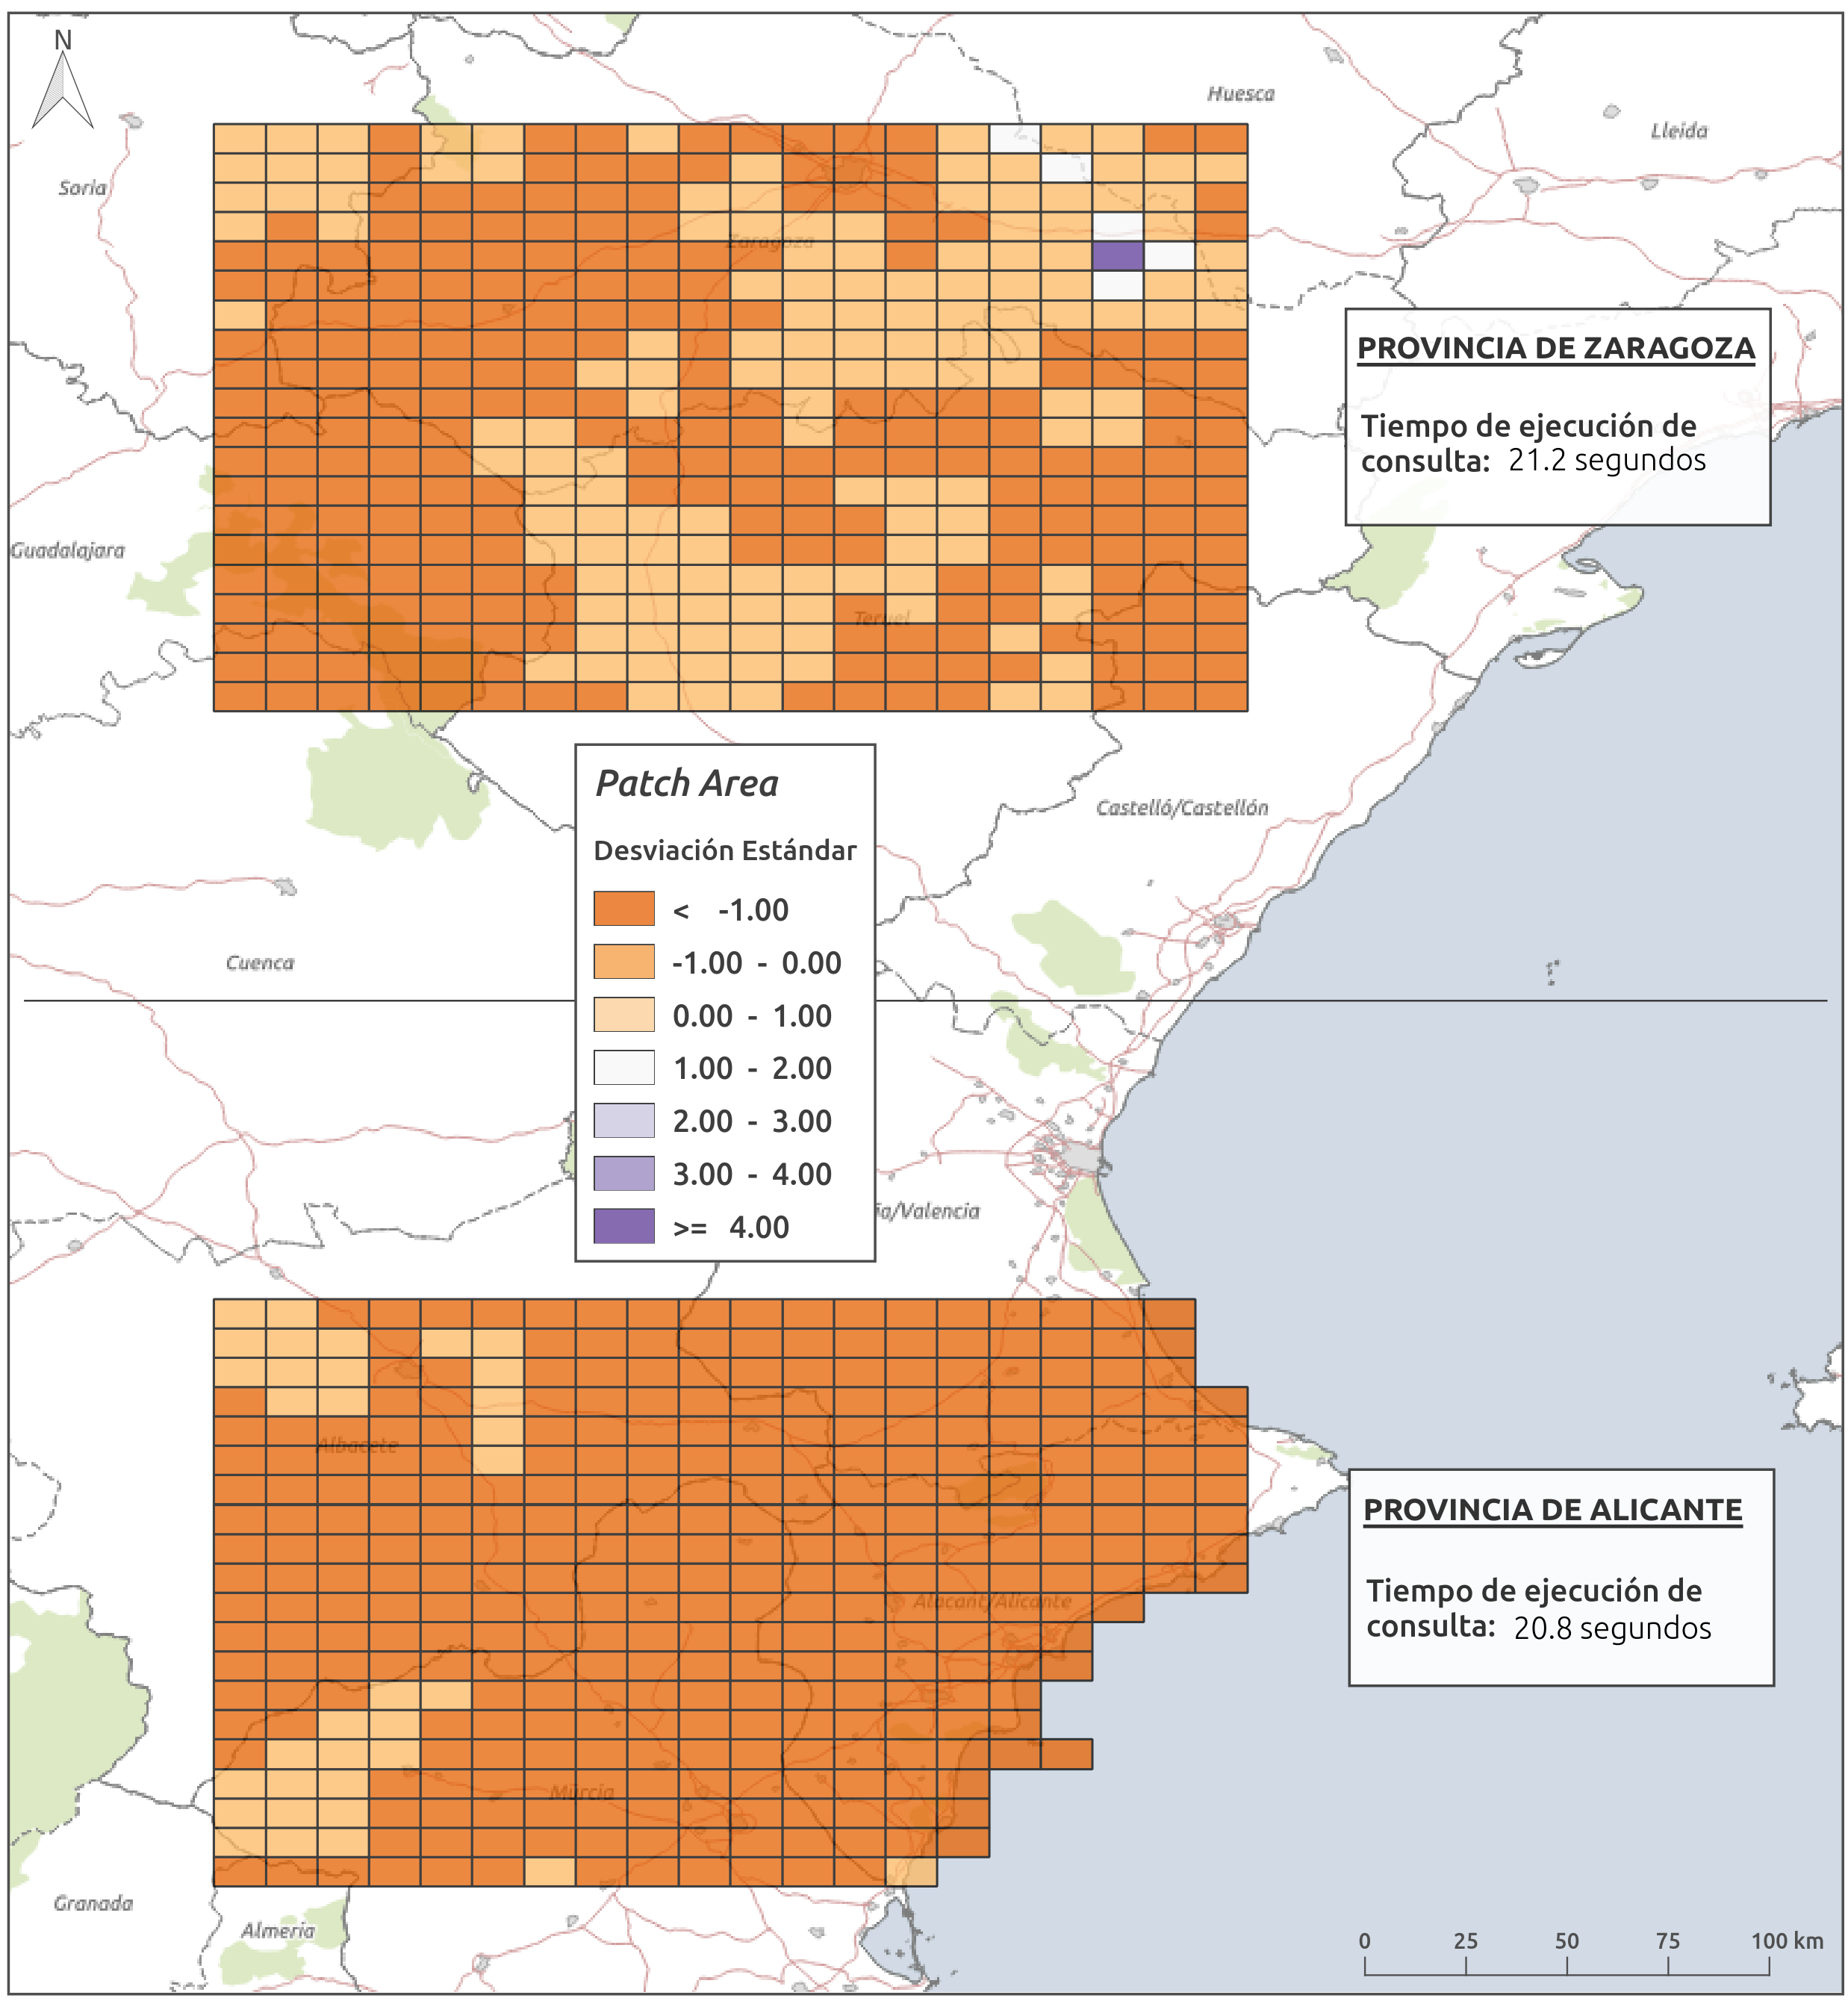 N
Huesca
Lleida
Soria
Zaragoza
PROVINCIA DE ZARAGOZA
Tiempo de ejecución de
consulta: 21.2 segundos
Guadalajara
Teruel
Patch Area
Castelló/Castellón
Desviación Estándar
< -1.00
-1.00 - 0.00
Cuenca
0.00 - 1.00
1.00 - 2.00
2.00 - 3.00
3.00 - 4.00
ia/Valencia
>= 4.00
Albacete
PROVINCIA DE ALICANTE
Tiempo de ejecución de
consulta: 20.8 segundos
Alacant/Alicante
Murcia
Granada
Almería
0 25 50 75 100 km